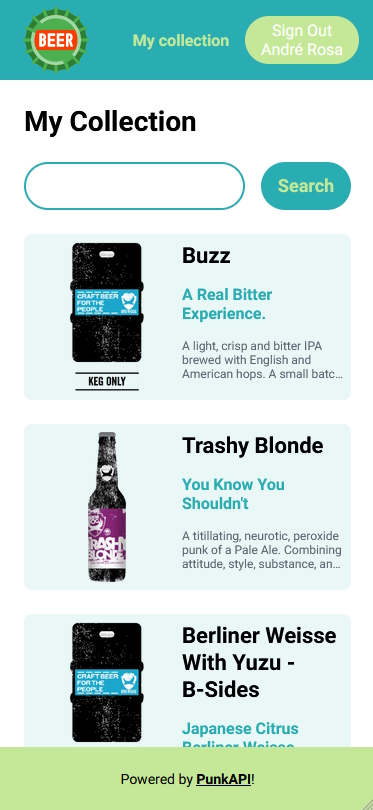 BEER
My collection
Sign Out
André Rosa
My Collection
Search
CRAFT BEER
FOR THE
PEOPLE
BREWDOG
KEG ONLY
Buzz
A Real Bitter
Experience.
A light, crisp and bitter IPA
brewed with English and
American hops. A small batc...
TRASHY
BLONDE
Trashy Blonde
You Know You
Shouldn't
A titillating, neurotic, peroxide
punk of a Pale Ale. Combining
attitude, style, substance, an...
CRAFT BEER
FOR THE
PEOPLE
BREWDOG
Berliner Weisse
With Yuzu -
B-Sides
Japanese Citrus
Berliner Weisse
Powered by PunkAPI!